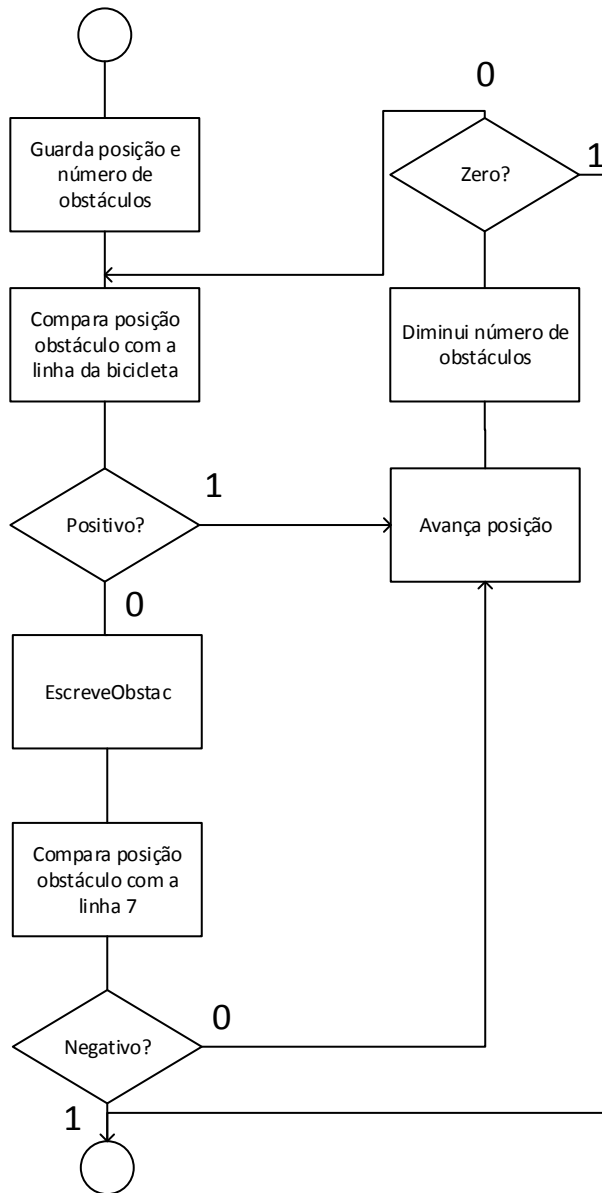 Guarda posição e
número de
obstáculos
Compara posição
obstáculo com a
linha da bicicleta
Positivo?
1
0
EscreveObstac
Compara posição
obstáculo com a
linha 7
Negativo?
0
1
0
Zero?
1
Diminui número de
obstáculos
Avança posição